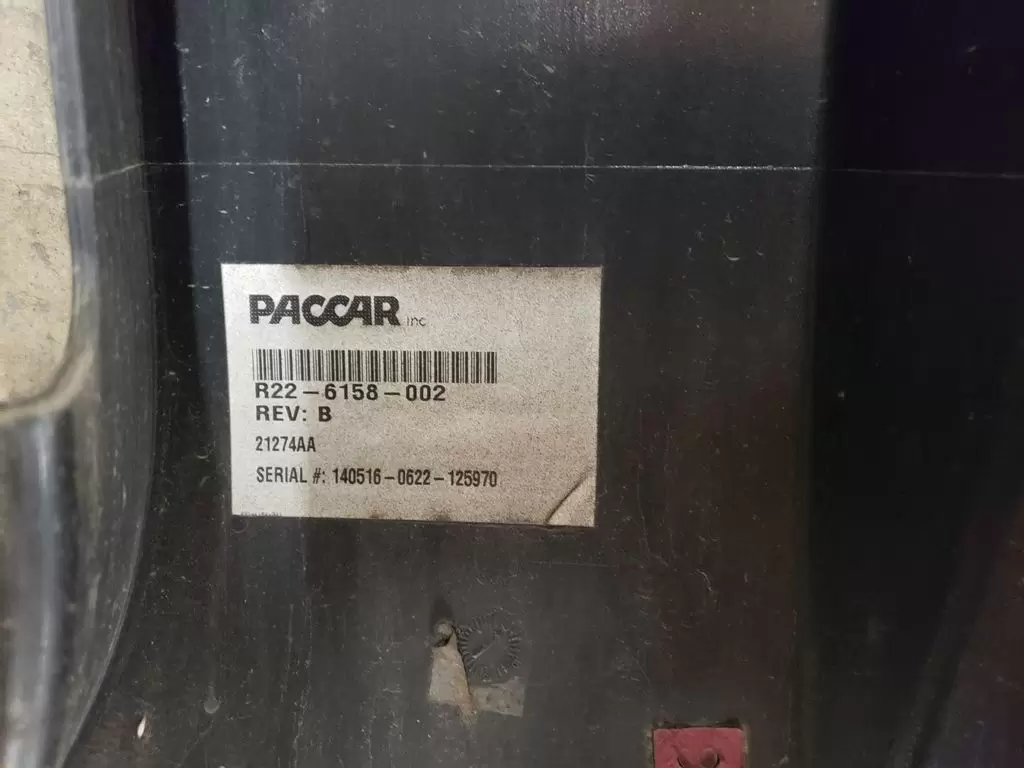 PACCAR inc
R22-6158-002
REV: B
21274AA
SERIAL #: 140516-0622-125970